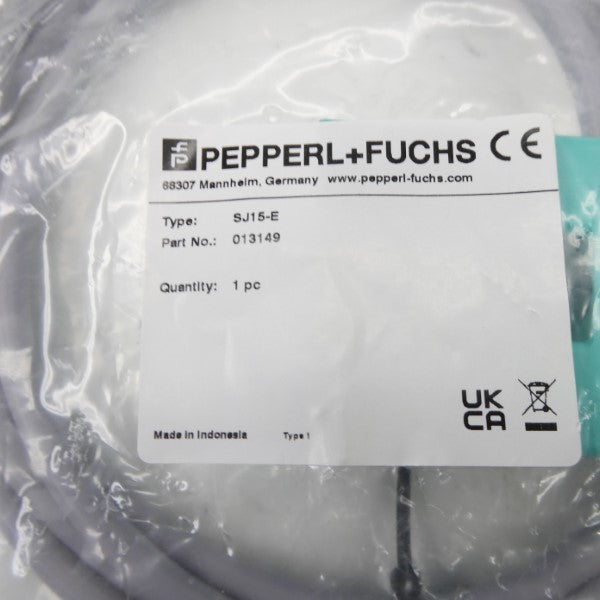 PEPPERL+FUCHS CE
68307 Mannheim, Germany www.pepperl-fuchs.com
Type: SJ15-E
Part No.: 013149
Quantity: 1 pc
UK
CA
Made in Indonesia Type 1